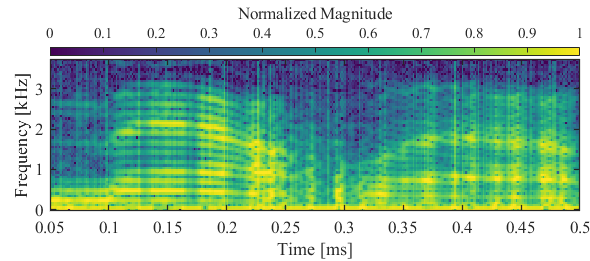 Normalized Magnitude
0 0.1 0.2 0.3 0.4 0.5 0.6 0.7 0.8 0.9 1
Frequency [kHz]
3
2
1
0
0.05 0.1 0.15 0.2 0.25 0.3 0.35 0.4 0.45 0.5
Time [ms]